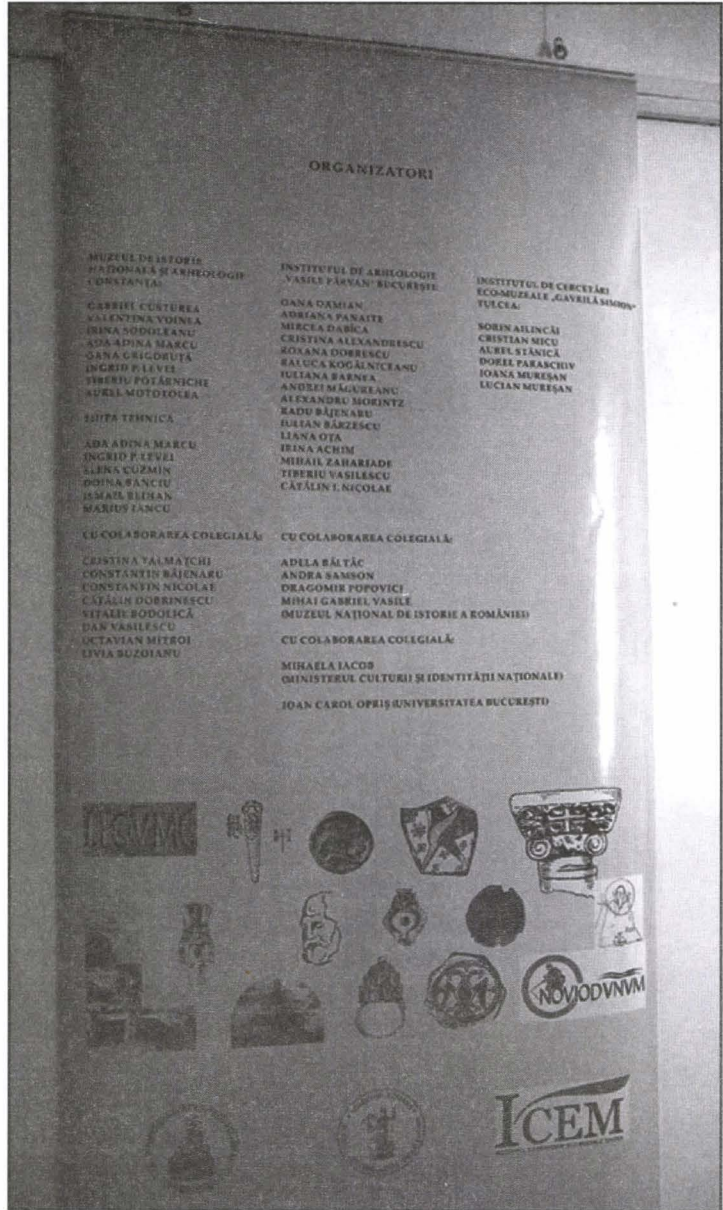 ORGANIZATORI
MUZEUL DE ISTORIE
NAȚIONALĂ ȘI ARHEOLOGIE
CONSTANȚA:
GABRIEL CUSTUREA
VALENTINA VOINEA
IRINA SODOLEANU
ADA ADINA MARCU
OANA GRIGORUȚĂ
INGRID P. LEVEI
TIBERIU POTÂRNICHE
AUREL MOTOTOLEA
ECHIPA TEHNICĂ
ADA ADINA MARCU
INGRID P. LEVEI
ELENA CUZMIN
DOINA BANCIU
ISMAIL BEIHAN
MARIUS IANCU
CU COLABORAREA COLEGIALĂ:
CRISTINA TALMAȚCHI
CONSTANTIN BĂJENARU
CONSTANTIN NICOLAE
CĂTĂLIN DOBRINESCU
VITALIE BODOLICĂ
DAN VASILESCU
OCTAVIAN MITROI
LIVIA BUZOIANU
INSTITUTUL DE ARHEOLOGIE
„VASILE PÂRVAN” BUCUREȘTI:
OANA DAMIAN
ADRIANA PANAITE
MIRCEA DABÎCA
CRISTINA ALEXANDRESCU
ROXANA DOBRESCU
RALUCA KOGĂLNICEANU
IULIANA BARNEA
ANDREI MĂGUREANU
ALEXANDRU MORINTZ
RADU BĂJENARU
IULIAN BÂRZESCU
LIANA OȚA
IRINA ACHIM
MIHAIL ZAHARIADE
TIBERIU VASILESCU
CĂTĂLIN I. NICOLAE
CU COLABORAREA COLEGIALĂ:
ADELA BÂLTÂC
ANDRA SAMSON
DRAGOMIR POPOVICI
MIHAI GABRIEL VASILE
(MUZEUL NAȚIONAL DE ISTORIE A ROMÂNIEI)
CU COLABORAREA COLEGIALĂ:
MIHAELA IACOB
(MINISTERUL CULTURII ȘI IDENTITĂȚII NAȚIONALE)
IOAN CAROL OPRIȘ (UNIVERSITATEA BUCUREȘTI)
INSTITUTUL DE CERCETĂRI
ECO-MUZEALE „GAVRILĂ SIMION”
TULCEA:
SORIN AILINCĂI
CRISTIAN MICU
AUREL STĂNICĂ
DOREL PARASCHIV
IOANA MUREȘAN
LUCIAN MUREȘAN
NOVIODVNVM
ICEM